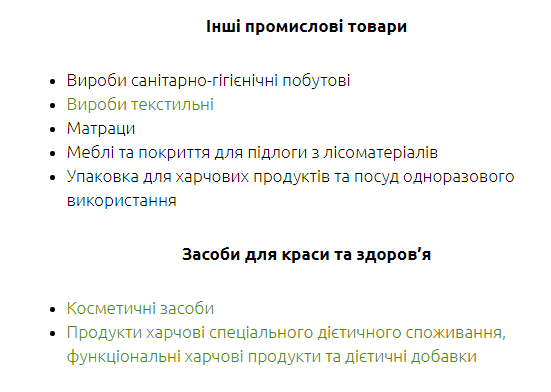 Інші промислові товари
Вироби санітарно-гігієнічні побутові
Вироби текстильні
Матраци
Меблі та покриття для підлоги з лісоматеріалів
Упаковка для харчових продуктів та посуд одноразового
використання
Засоби для краси та здоров’я
Косметичні засоби
Продукти харчові спеціального дієтичного споживання,
функціональні харчові продукти та дієтичні добавки